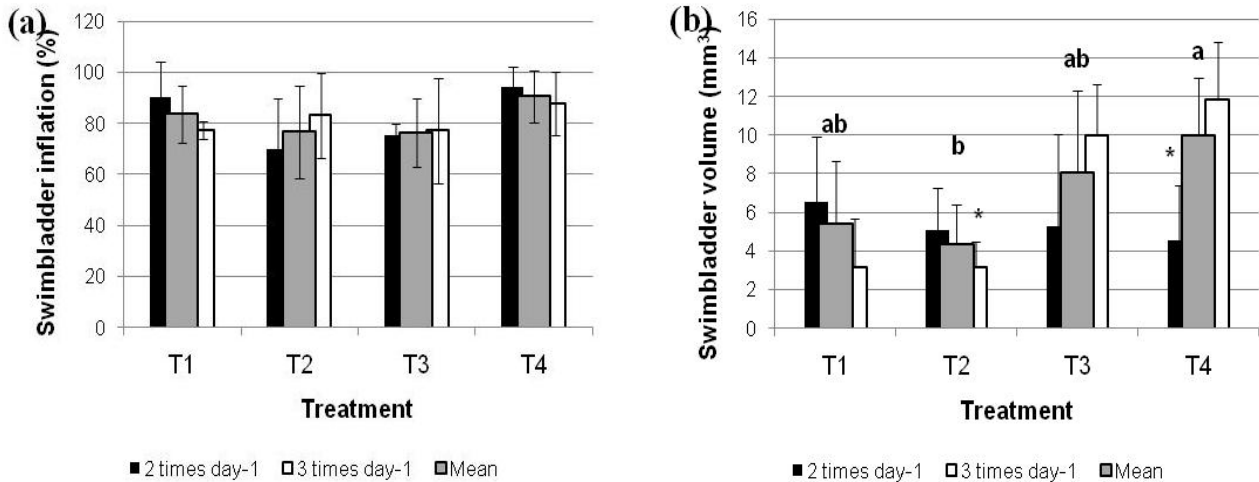 (a)
Swimbladder inflation (%)
120
100
80
60
40
20
0
T1 T2 T3 T4
Treatment
2 times day-1 3 times day-1 Mean
(b)
Swimbladder volume (mm³)
16
14
12
10
8
6
4
2
0
ab
b
*
ab
a
*
T1 T2 T3 T4
Treatment
2 times day-1 3 times day-1 Mean